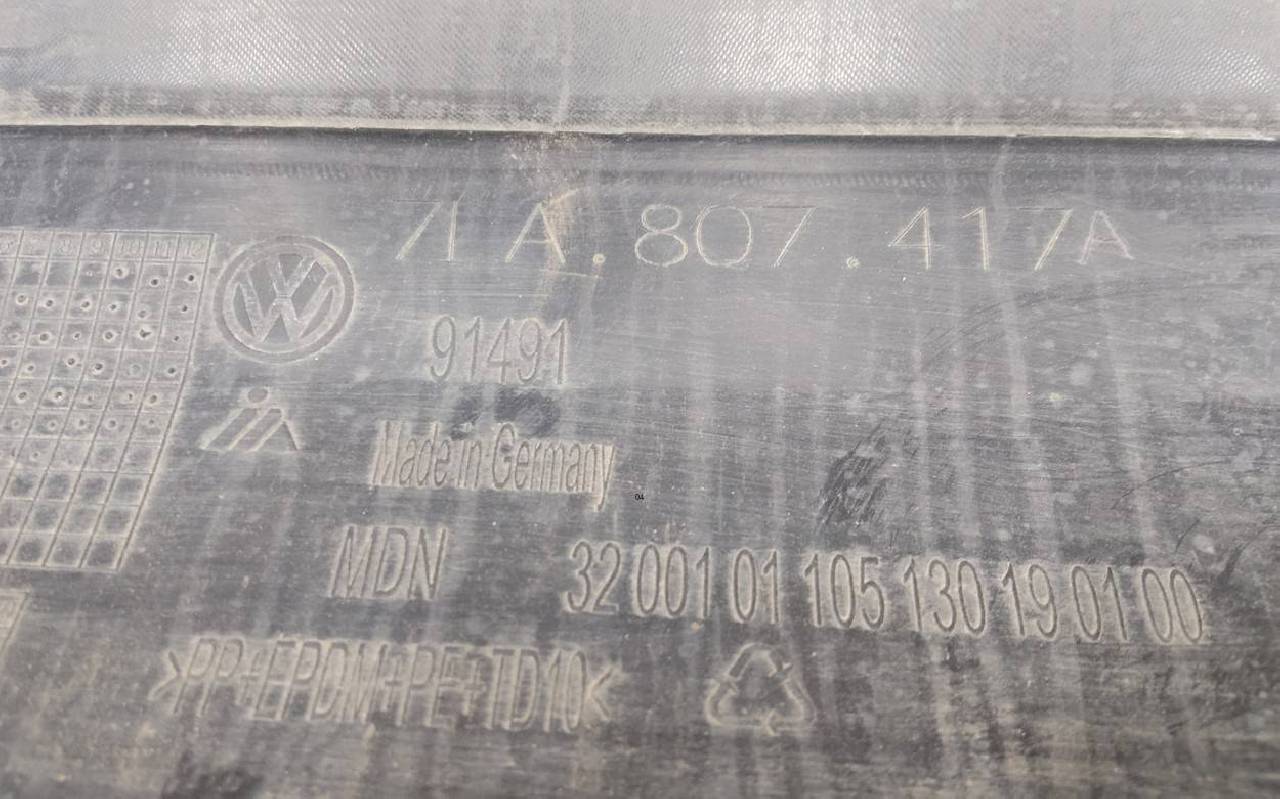 71A.807.417A
VW
91491
Made in Germany
MDN 32 001 01 105 130 19 01 00
>PP+EPDM+PE+TD10<